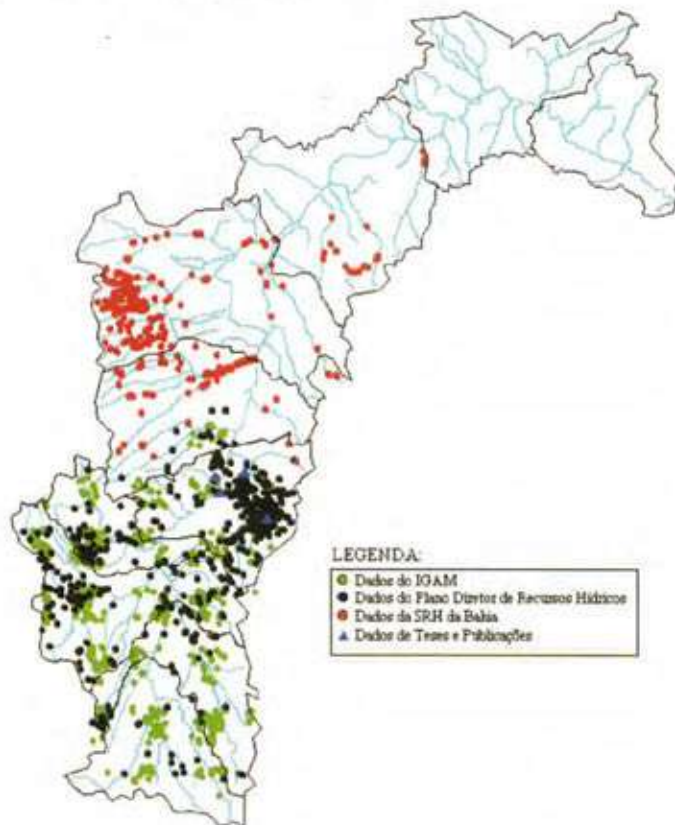 LEGENDA:
Dados do IGAM
Dados do Plano Diretos de Recursos Hídricos
Dados da SRH da Bahia
Dados de Teses e Publicações